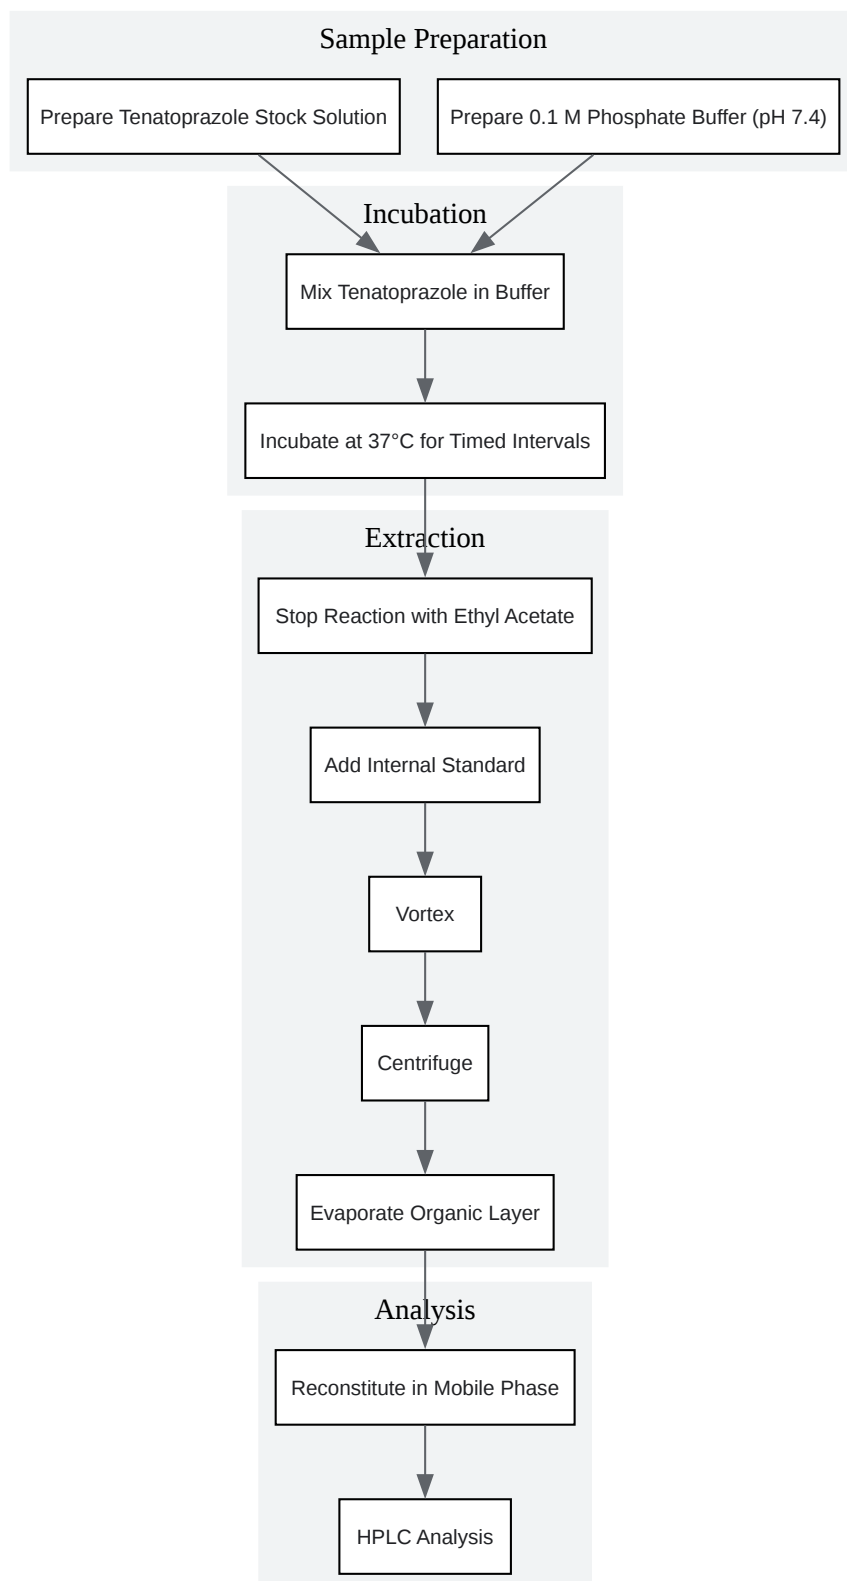 Sample Preparation
Prepare Tenatoprazole Stock Solution
Prepare 0.1 M Phosphate Buffer (pH 7.4)
Incubation
Mix Tenatoprazole in Buffer
Incubate at 37°C for Timed Intervals
Extraction
Stop Reaction with Ethyl Acetate
Add Internal Standard
Vortex
Centrifuge
Evaporate Organic Layer
Analysis
Reconstitute in Mobile Phase
HPLC Analysis